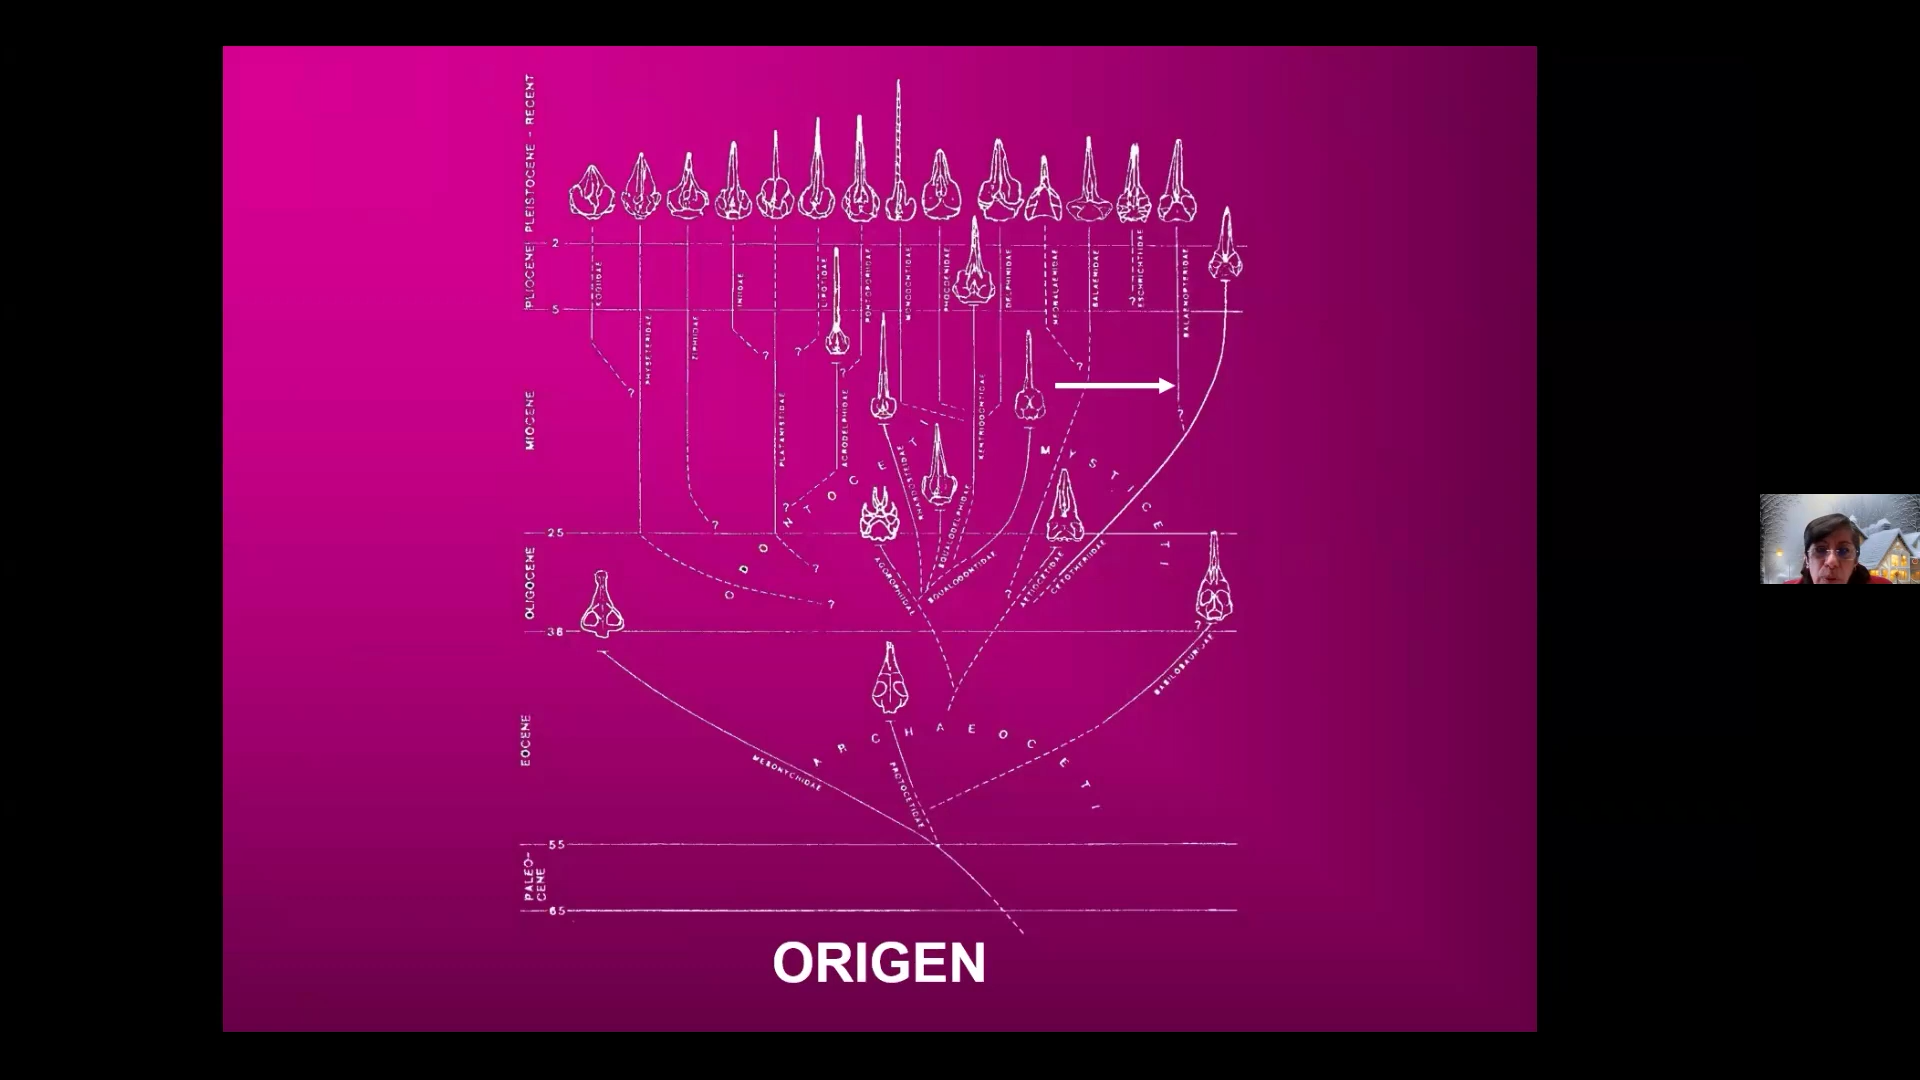 PLEISTOCENE - RECENT
2
PLIOCENE
KOGIIDAE
INIIDAE
PONTOPORIIDAE
MONODONTIDAE
PHOCOENIDAE
DELPHINIDAE
NEOBALAENIDAE
BALAENIDAE
ESCHRICHTIIDAE
BALAENOPTERIDAE
5
PHYSETERIDAE
ZIPHIIDAE
?
?
?
?
?
?
?
MIOCENE
PLATANISTIDAE
ACRODELPHIDAE
KENTRIODONTIDAE
ODONTOCETI
MYSTICETI
?
?
25
SQUALODELPHIDAE
OLIGOCENE
?
?
?
AGOROPHIIDAE
SQUALODONTIDAE
AETIOCETIDAE
CETOTHERIIDAE
38
?
BASILOSAURIDAE
EOCENE
ARCHAEOCETI
MESONYCHIDAE
PROTOCETIDAE
55
PALEO-
CENE
65
ORIGEN